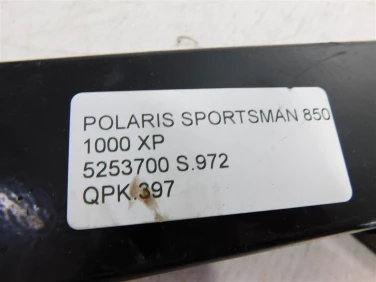 POLARIS SPORTSMAN 850
1000 XP
5253700 S.972
QPK.397